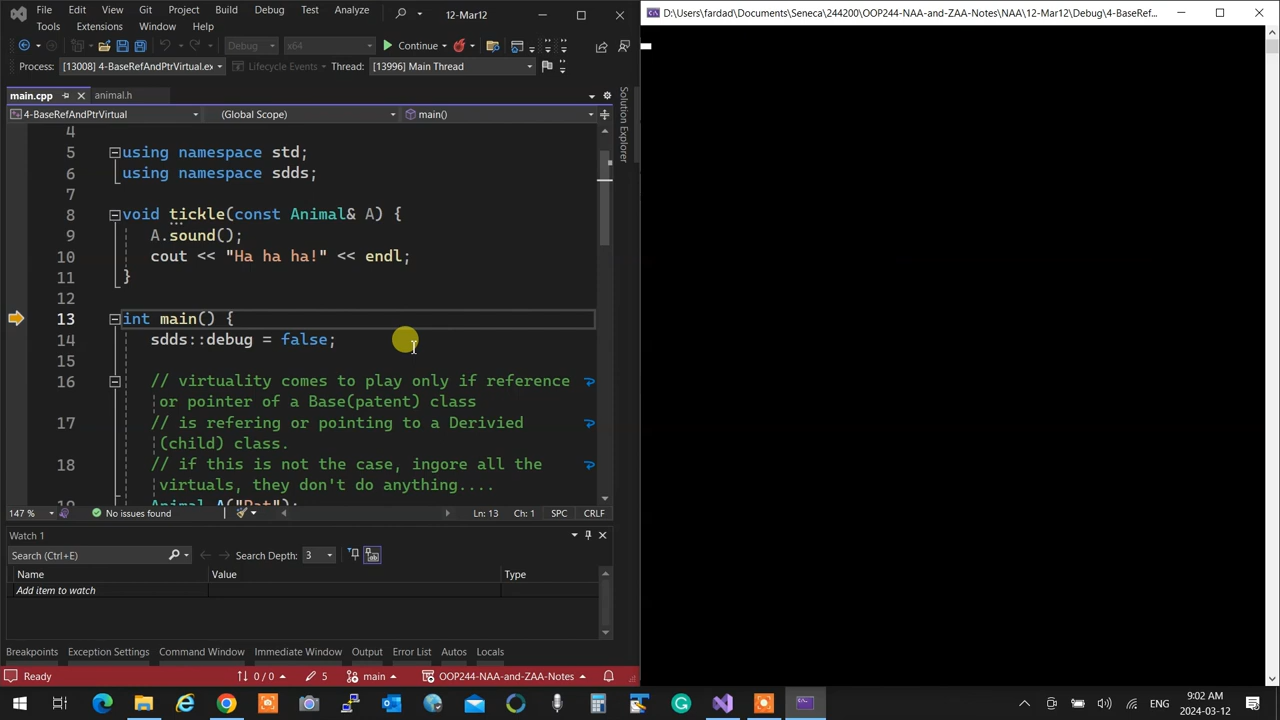 File Edit View Git Project Debug Test Analyze 12-Mar12
Tools Extensions Window Help
Debug x64 Continue
Process: [13008] 4-BaseRefAndPtrVirtual.ex Lifecycle Events Thread: [13996] Main Thread
main.cpp animal.h
4-BaseRefAndPtrVirtual (Global Scope) main()
4
5 using namespace std;
6 using namespace sdds;
7
8 void tickle(const Animal& A) {
9 A.sound();
10 cout << "Ha ha ha!" << endl;
11 }
12
13 int main() {
14 sdds::debug = false;
15
16 // virtuality comes to play only if reference
or pointer of a Base(patent) class
17 // is refering or pointing to a Derivied
(child) class.
18 // if this is not the case, ingore all the
virtuals, they don't do anything....
19 Animal A("Pat");
147 % No issues found Ln: 13 Ch: 1 SPC CRLF
Watch 1
Search (Ctrl+E) Search Depth: 3
Name Value Type
Add item to watch
Breakpoints Exception Settings Command Window Immediate Window Output Error List Autos Locals
Ready 0 / 0 5 main OOP244-NAA-and-ZAA-Notes
Solution Explorer
D:\Users\fardad\Documents\Seneca\244200\OOP244-NAA-and-ZAA-Notes\NAA\12-Mar12\Debug\4-BaseRef...
ENG
9:02 AM
2024-03-12